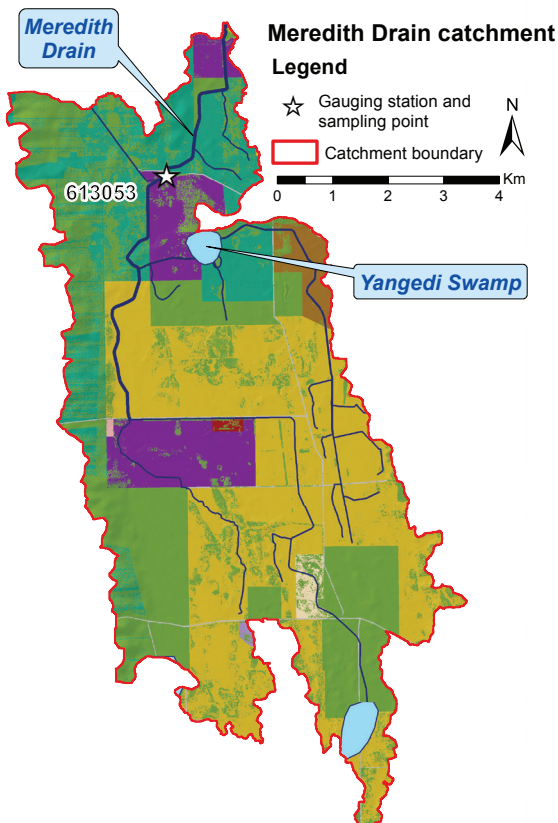 Meredith Drain catchment
Meredith
Drain
Legend
Gauging station and
sampling point
N
Catchment boundary
Km
0 1 2 3 4
613053
Yangedi Swamp